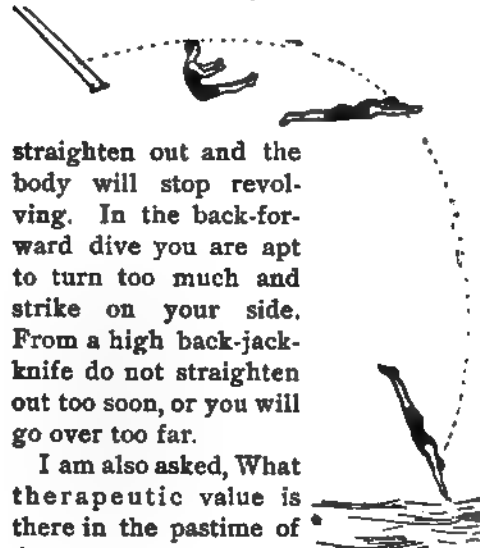 straighten out and the
body will stop revol-
ving. In the back-for-
ward dive you are apt
to turn too much and
strike on your side.
From a high back-jack-
knife do not straighten
out too soon, or you will
go over too far.
I am also asked, What
therapeutic value is
there in the pastime of